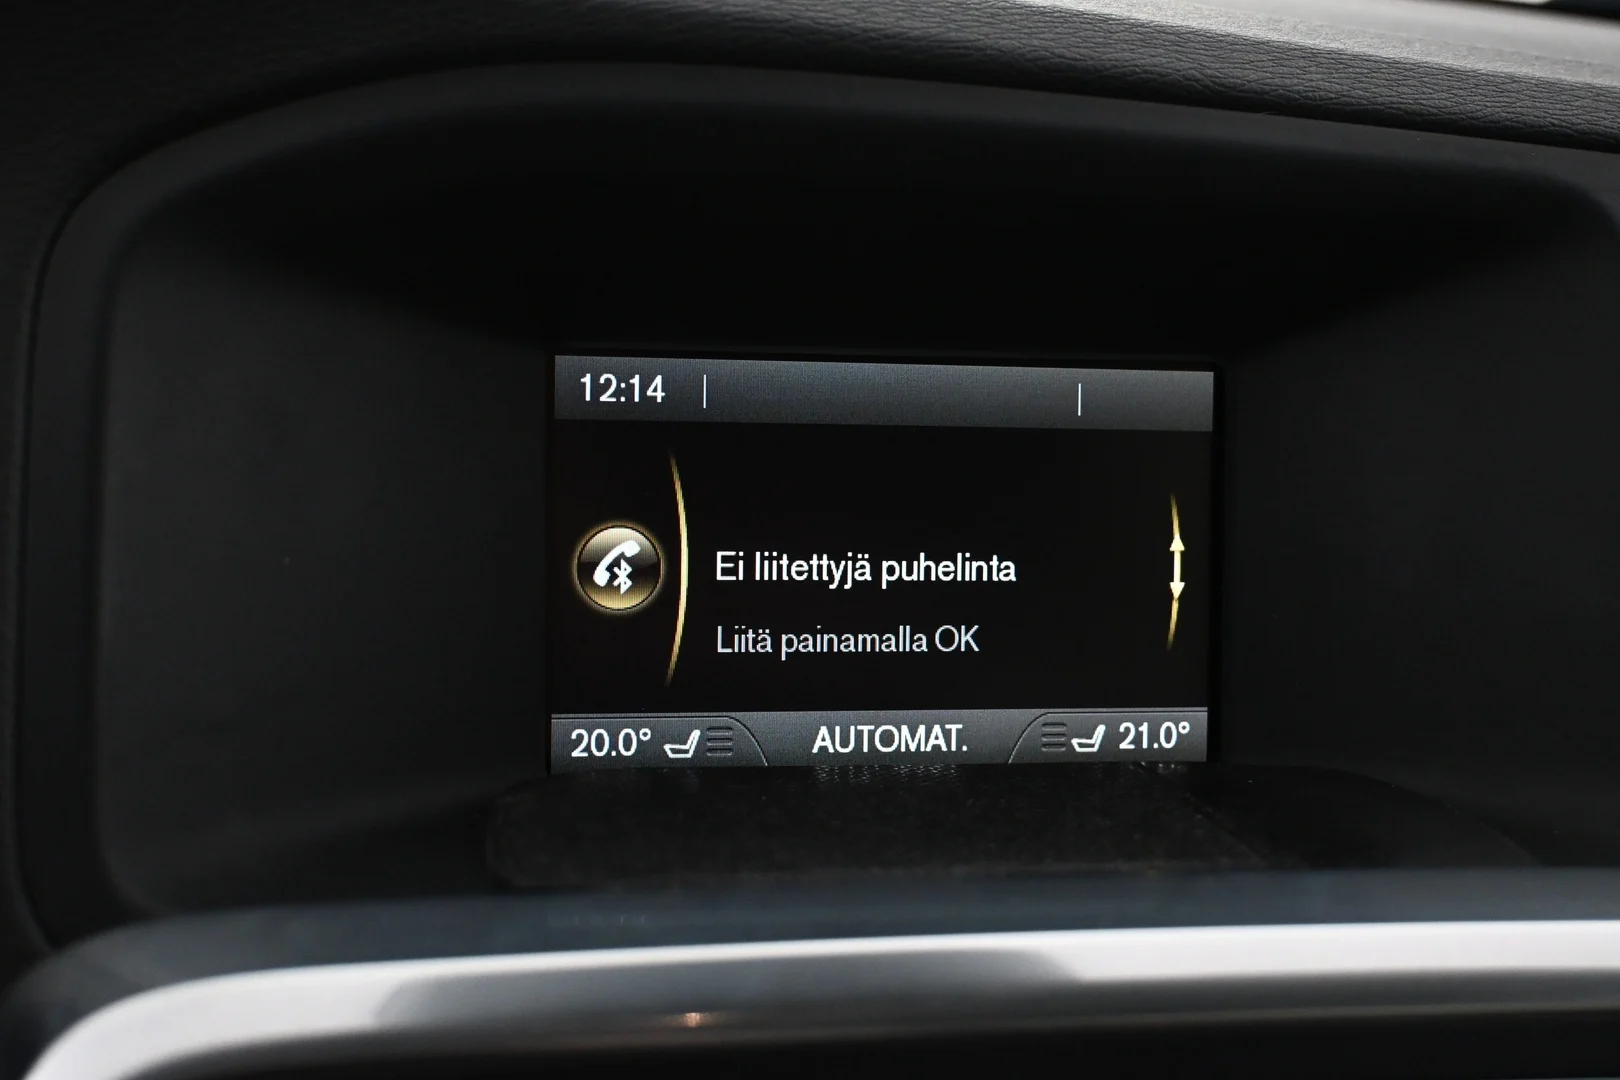 12:14
Ei liitettyjä puhelinta
Liitä painamalla OK
20.0° AUTOMAT. 21.0°